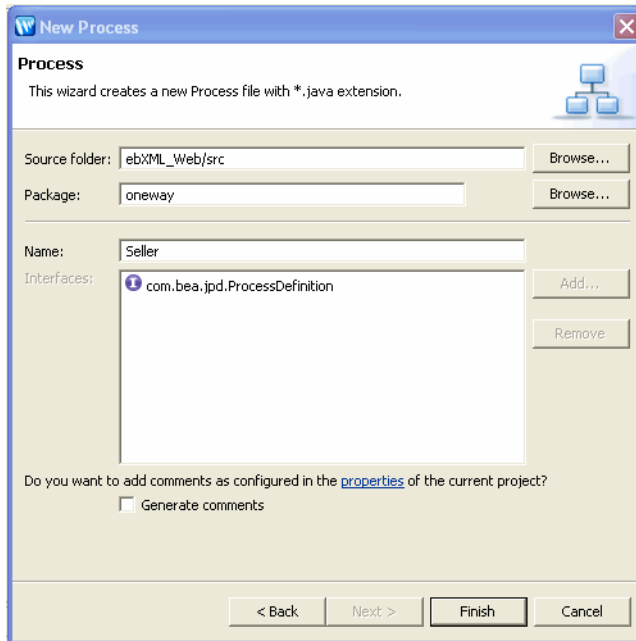 New Process
Process
This wizard creates a new Process file with *.java extension.
Source folder: ebXML_Web/src Browse...
Package: oneway Browse...
Name: Seller
Interfaces: com.bea.jpd.ProcessDefinition Add...
Remove
Do you want to add comments as configured in the properties of the current project?
Generate comments
< Back Next > Finish Cancel